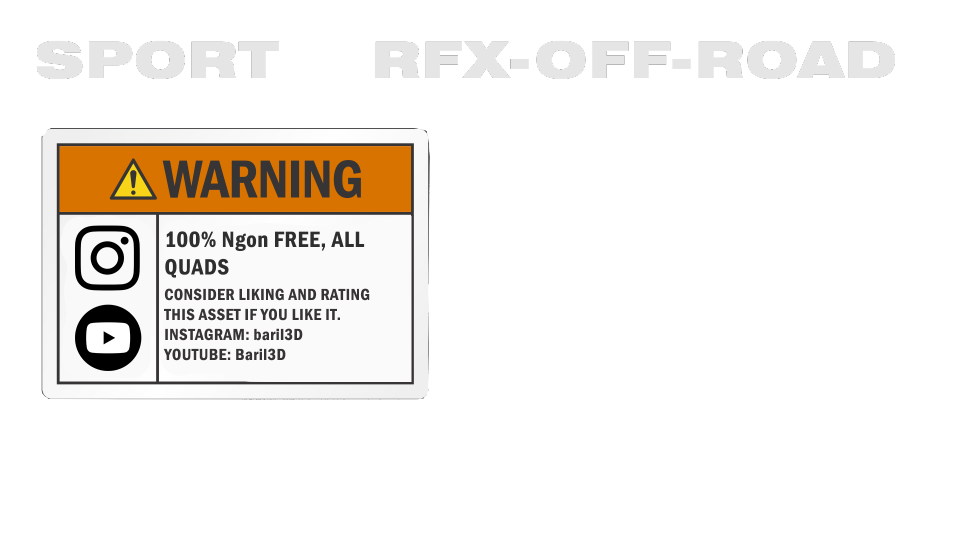 SPORT RFX-OFF-ROAD
WARNING
100% Ngon FREE, ALL
QUADS
CONSIDER LIKING AND RATING
THIS ASSET IF YOU LIKE IT.
INSTAGRAM: baril3D
YOUTUBE: Baril3D